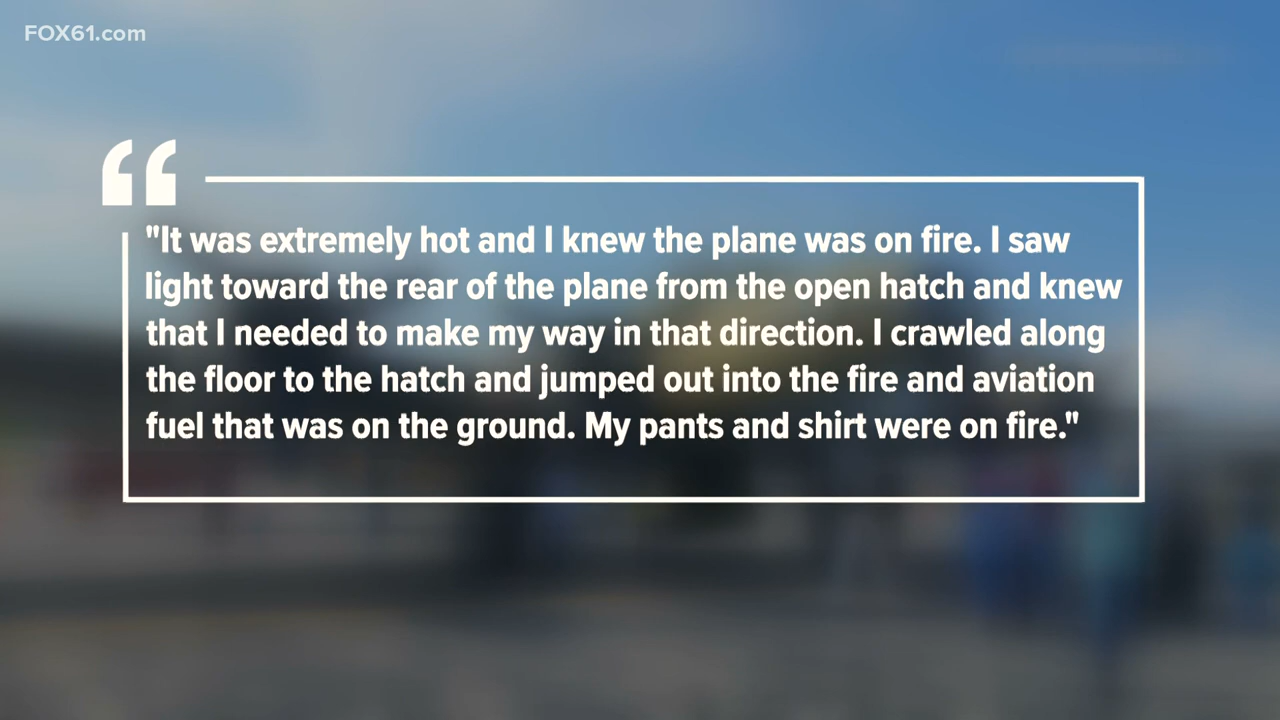 FOX61.com
“
"It was extremely hot and I knew the plane was on fire. I saw
light toward the rear of the plane from the open hatch and knew
that I needed to make my way in that direction. I crawled along
the floor to the hatch and jumped out into the fire and aviation
fuel that was on the ground. My pants and shirt were on fire."